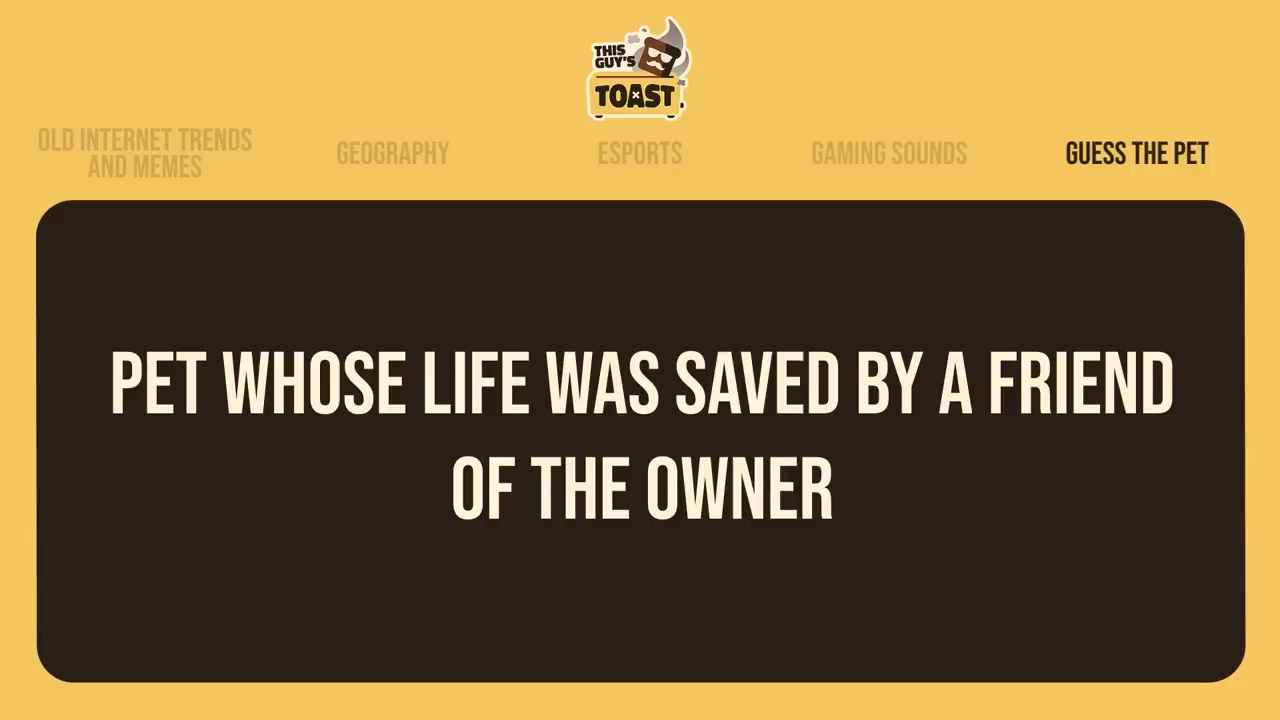 THIS
GUY'S
TOAST
OLD INTERNET TRENDS
AND MEMES
GEOGRAPHY
ESPORTS
GAMING SOUNDS
GUESS THE PET
PET WHOSE LIFE WAS SAVED BY A FRIEND
OF THE OWNER